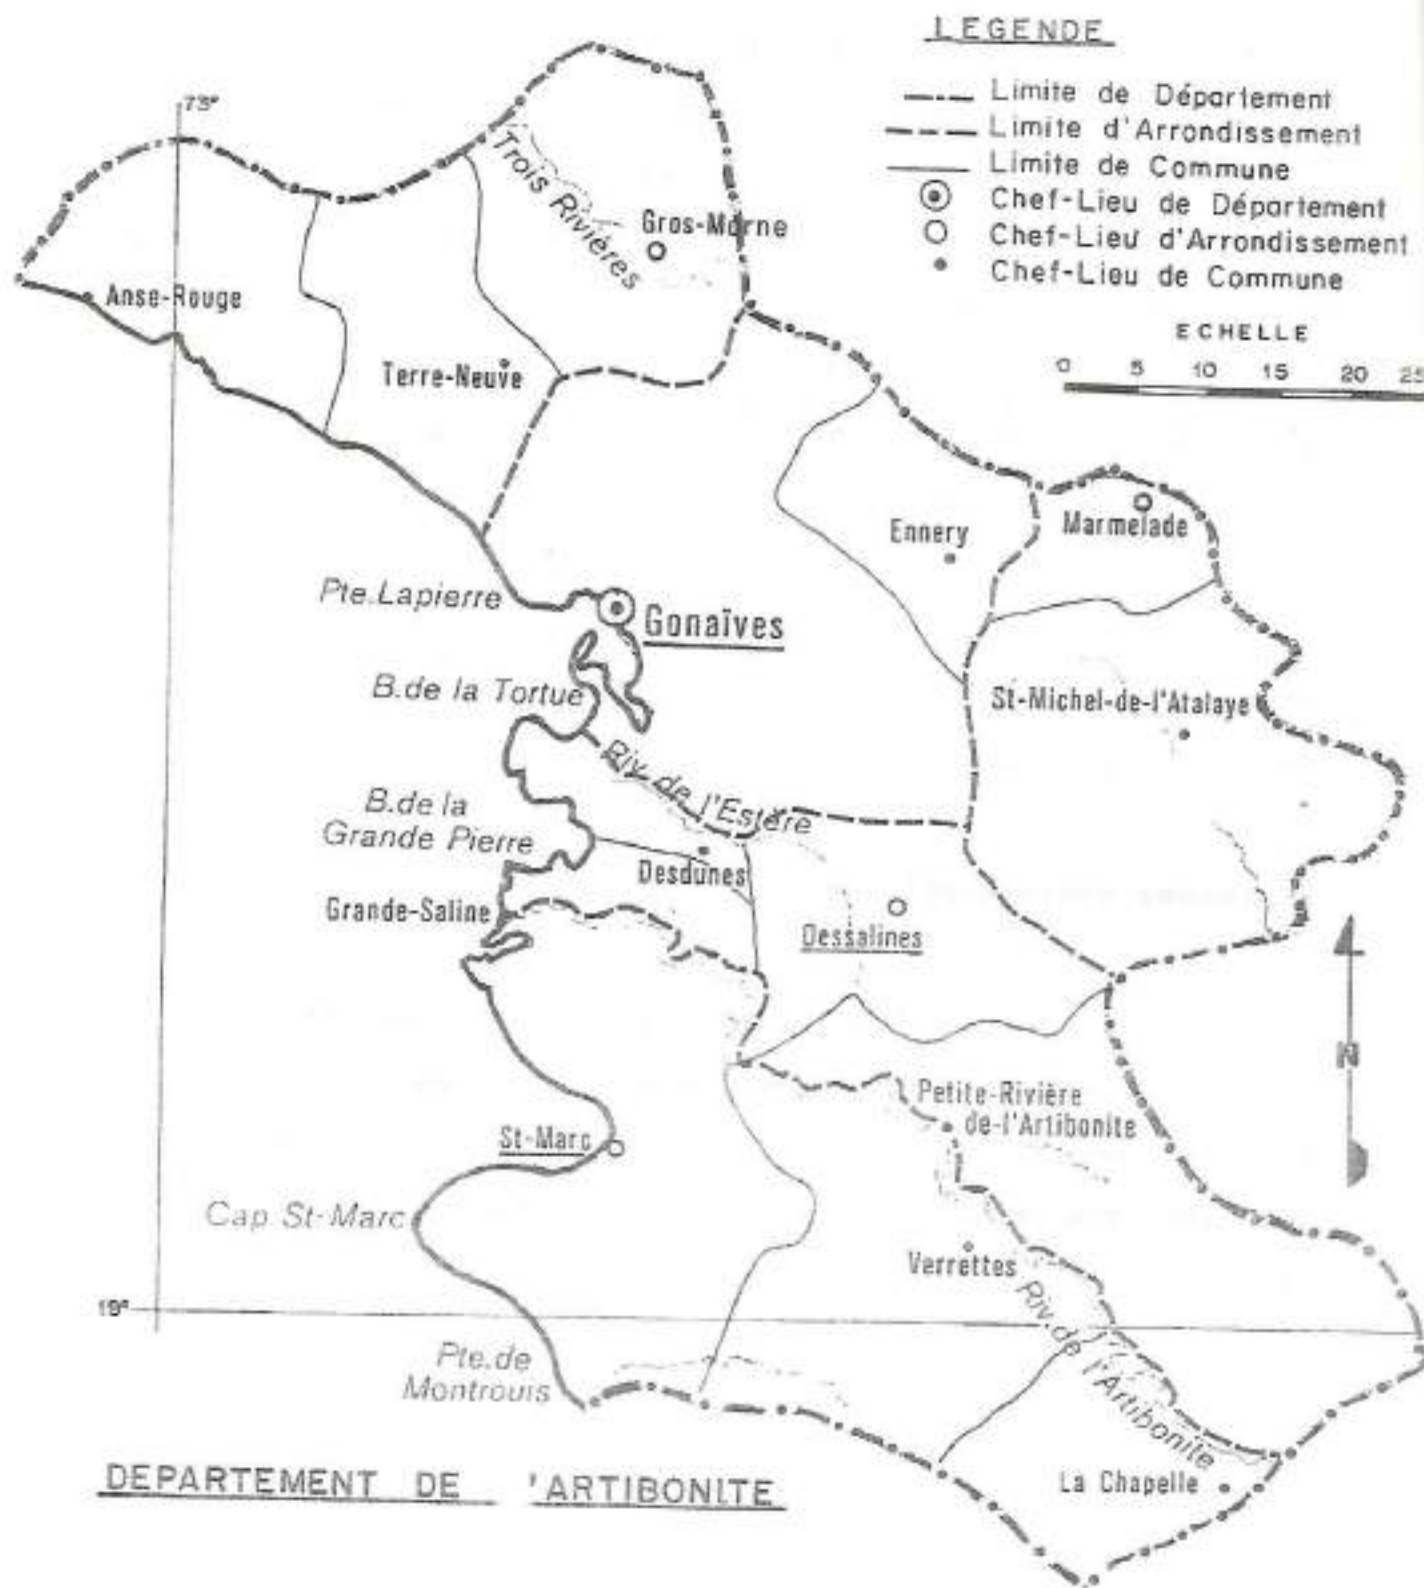 LEGENDE
Limite de Département
Limite d'Arrondissement
Limite de Commune
Chef-Lieu de Département
Chef-Lieu d'Arrondissement
Chef-Lieu de Commune
ECHELLE
0 5 10 15 20 25
73°
Trois Rivières
Gros-Morne
Anse-Rouge
Terre-Neuve
Ennery
Marmelade
Pte.Lapierre
Gonaïves
B.de la Tortue
St-Michel-de-l'Atalaye
Riv. de l'Estère
B.de la
Grande Pierre
Desdunes
Grande-Saline
Dessalines
N
Petite-Rivière
de-l'Artibonite
St-Marc
Cap St-Marc
Verrettes
19°
Riv.de l'Artibonite
Pte.de
Montrouis
La Chapelle
DEPARTEMENT DE 'ARTIBONITE